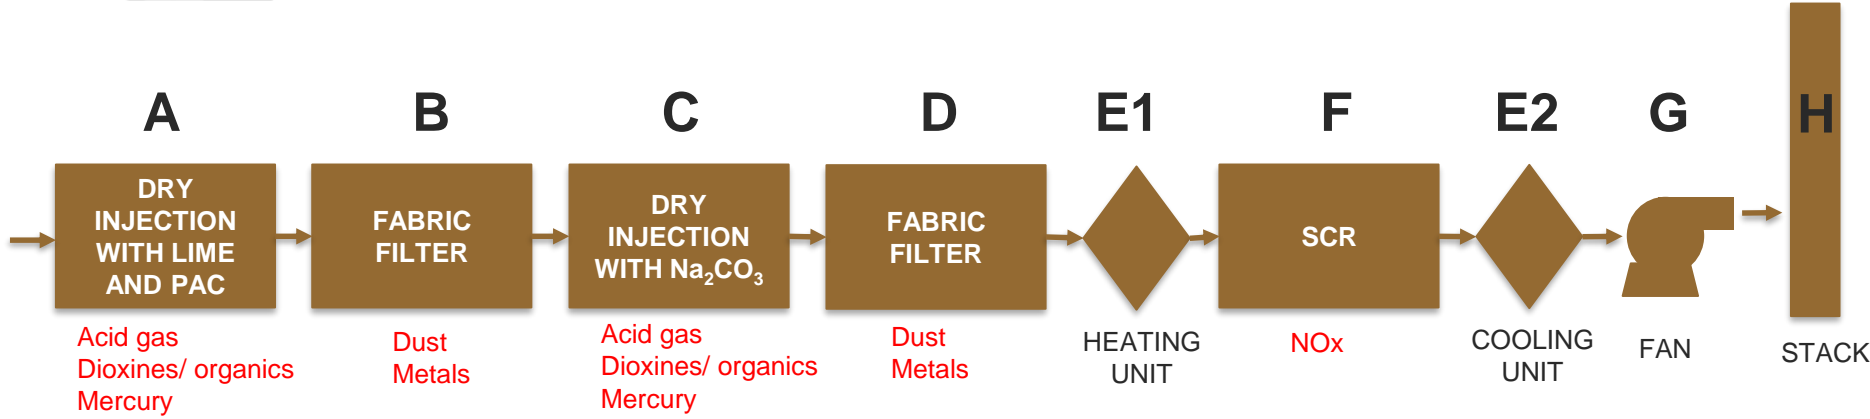 A
B
C
D
E1
F
E2
G
H
DRY
INJECTION
WITH LIME
AND PAC
FABRIC
FILTER
DRY
INJECTION
WITH Na₂CO₃
FABRIC
FILTER
SCR
Acid gas
Dioxines/ organics
Mercury
Dust
Metals
Acid gas
Dioxines/ organics
Mercury
Dust
Metals
HEATING
UNIT
NOx
COOLING
UNIT
FAN
STACK